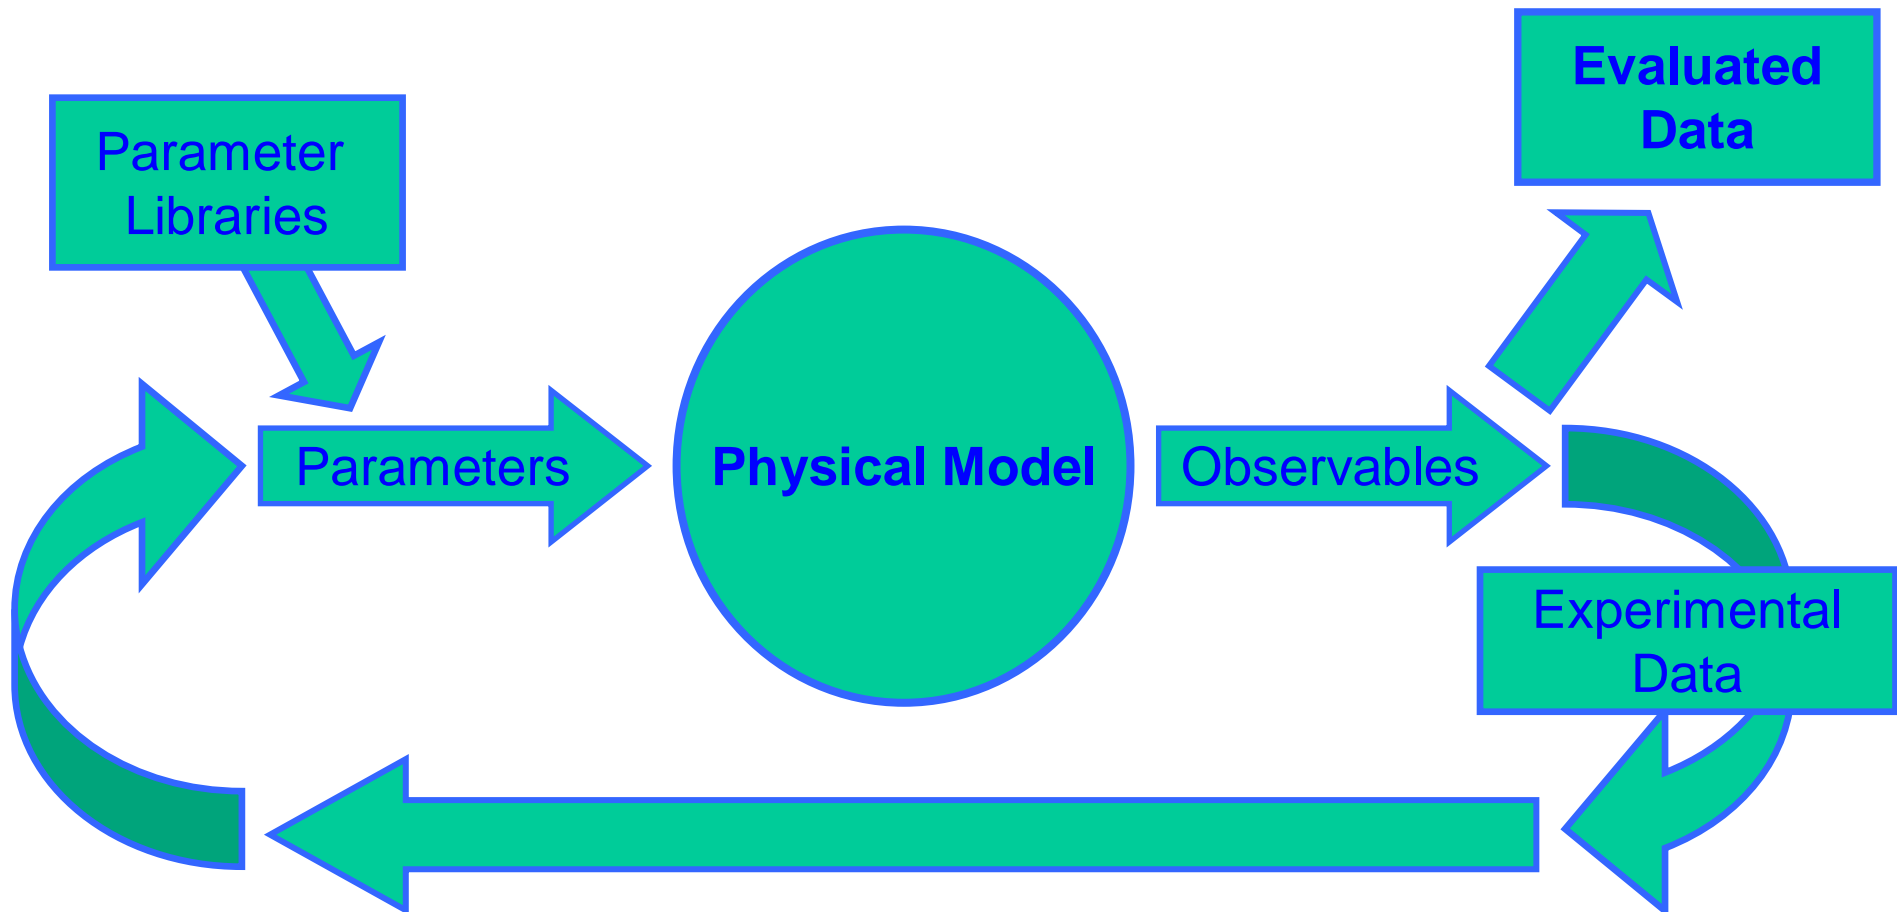 Evaluated
Data
Parameter
Libraries
Parameters
Physical Model
Observables
Experimental
Data